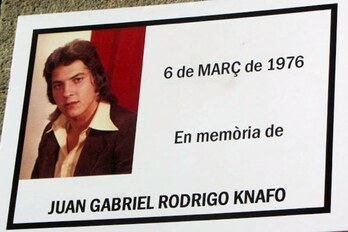 6 de MARÇ de 1976
En memòria de
JUAN GABRIEL RODRIGO KNAFO